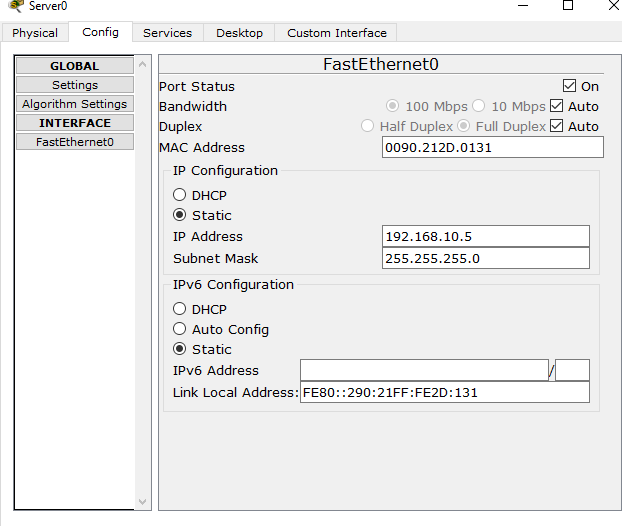 Server0
Physical Config Services Desktop Custom Interface
GLOBAL
Settings
Algorithm Settings
INTERFACE
FastEthernet0
FastEthernet0
Port Status On
Bandwidth 100 Mbps 10 Mbps Auto
Duplex Half Duplex Full Duplex Auto
MAC Address 0090.212D.0131
IP Configuration
DHCP
Static
IP Address 192.168.10.5
Subnet Mask 255.255.255.0
IPv6 Configuration
DHCP
Auto Config
Static
IPv6 Address /
Link Local Address: FE80::290:21FF:FE2D:131